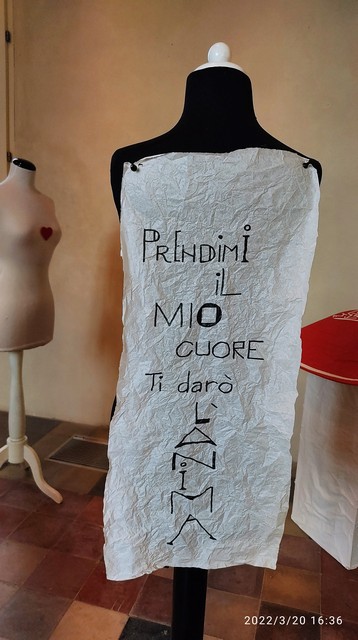 PRENDIMI
iL
MIO
CUORE
Ti darò
L'
A
N
i
M
A
2022/3/20 16:36